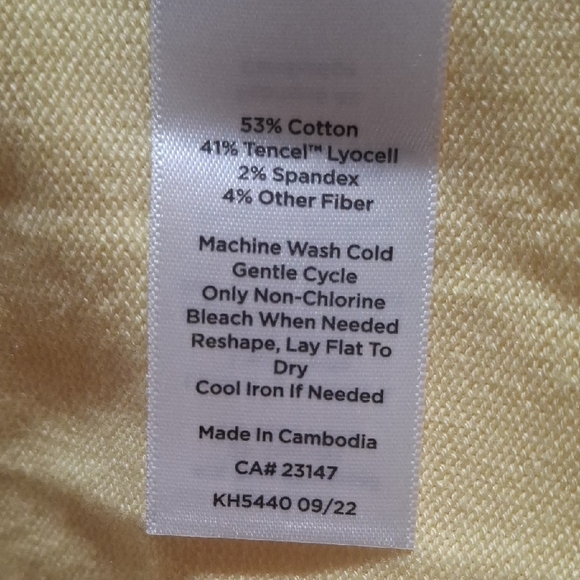 53% Cotton
41% Tencel™ Lyocell
2% Spandex
4% Other Fiber
Machine Wash Cold
Gentle Cycle
Only Non-Chlorine
Bleach When Needed
Reshape, Lay Flat To
Dry
Cool Iron If Needed
Made In Cambodia
CA# 23147
KH5440 09/22